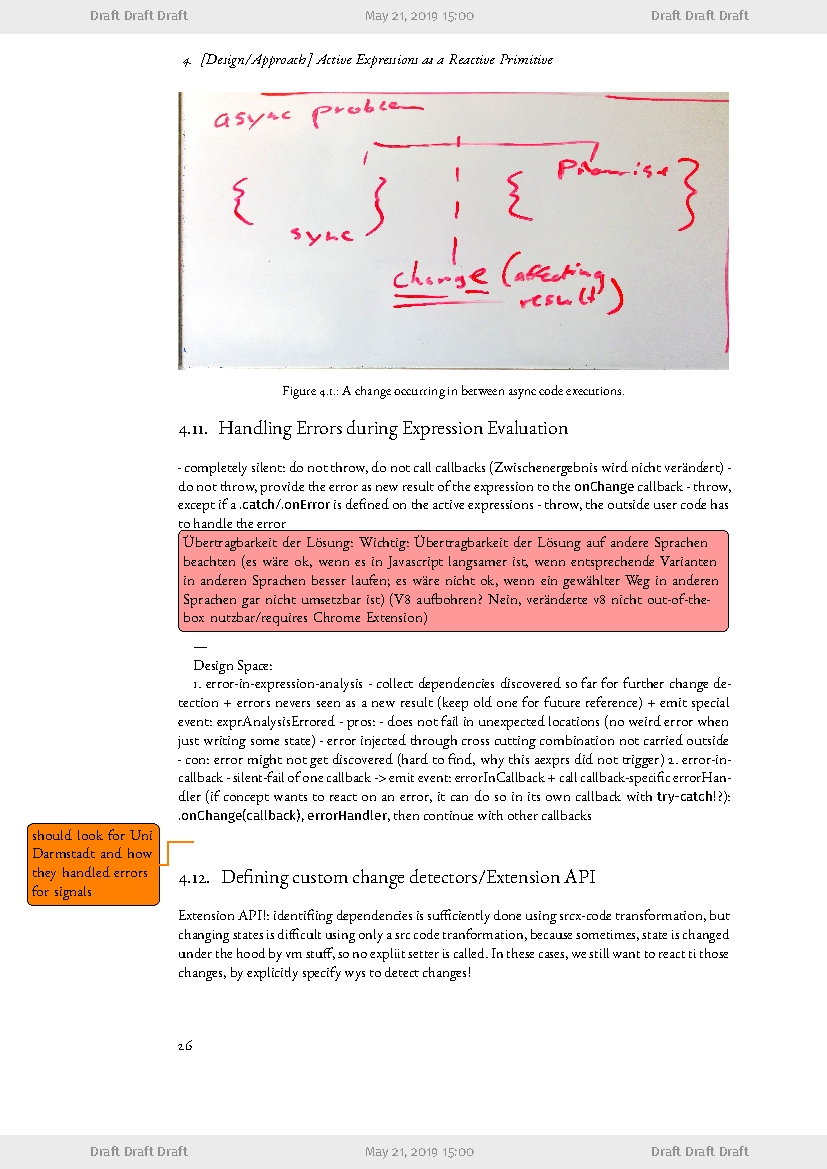 Draft Draft Draft May 21, 2019 15:00 Draft Draft Draft
4. [Design/Approach] Active Expressions as a Reactive Primitive
async problem
Promise
{ } { }
sync
change (affecting
result)
Figure 4.1.: A change occurring in between async code executions.
4.11. Handling Errors during Expression Evaluation
- completely silent: do not throw, do not call callbacks (Zwischenergebnis wird nicht verändert) -
do not throw, provide the error as new result of the expression to the onChange callback - throw,
except if a .catch/.onError is defined on the active expressions - throw, the outside user code has
to handle the error
Übertragbarkeit der Lösung: Wichtig: Übertragbarkeit der Lösung auf andere Sprachen
beachten (es wäre ok, wenn es in Javascript langsamer ist, wenn entsprechende Varianten
in anderen Sprachen besser laufen; es wäre nicht ok, wenn ein gewählter Weg in anderen
Sprachen gar nicht umsetzbar ist) (V8 aufbohren? Nein, veränderte v8 nicht out-of-the-
box nutzbar/requires Chrome Extension)
—
Design Space:
1. error-in-expression-analysis - collect dependencies discovered so far for further change de-
tection + errors nevers seen as a new result (keep old one for future reference) + emit special
event: exprAnalysisErrored - pros: - does not fail in unexpected locations (no weird error when
just writing some state) - error injected through cross cutting combination not carried outside
- con: error might not get discovered (hard to find, why this aexprs did not trigger) 2. error-in-
callback - silent-fail of one callback -> emit event: errorInCallback + call callback-specific errorHan-
dler (if concept wants to react on an error, it can do so in its own callback with try-catch!?):
.onChange(callback), errorHandler, then continue with other callbacks
should look for Uni
Darmstadt and how
they handled errors
for signals
4.12. Defining custom change detectors/Extension API
Extension API!: identifiing dependencies is sufficiently done using srcx-code transformation, but
changing states is difficult using only a src code tranformation, because sometimes, state is changed
under the hood by vm stuff, so no expliit setter is called. In these cases, we still want to react ti those
changes, by explicitly specify wys to detect changes!
26
Draft Draft Draft May 21, 2019 15:00 Draft Draft Draft